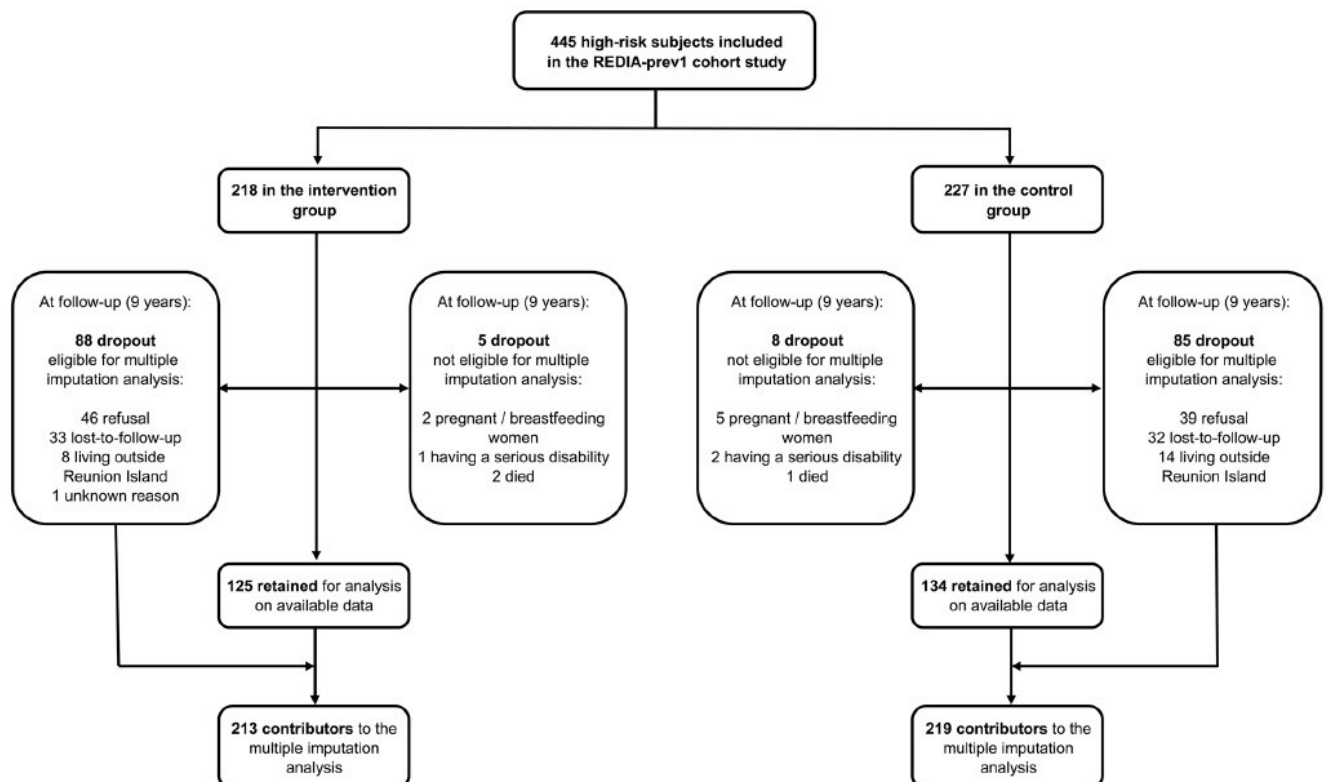 445 high-risk subjects included
in the REDIA-prev1 cohort study
218 in the intervention
group
227 in the control
group
At follow-up (9 years):
88 dropout
eligible for multiple
imputation analysis:
46 refusal
33 lost-to-follow-up
8 living outside
Reunion Island
1 unknown reason
At follow-up (9 years):
5 dropout
not eligible for multiple
imputation analysis:
2 pregnant / breastfeeding
women
1 having a serious disability
2 died
At follow-up (9 years):
8 dropout
not eligible for multiple
imputation analysis:
5 pregnant / breastfeeding
women
2 having a serious disability
1 died
At follow-up (9 years):
85 dropout
eligible for multiple
imputation analysis:
39 refusal
32 lost-to-follow-up
14 living outside
Reunion Island
125 retained for analysis
on available data
134 retained for analysis
on available data
213 contributors to the
multiple imputation
analysis
219 contributors to the
multiple imputation
analysis